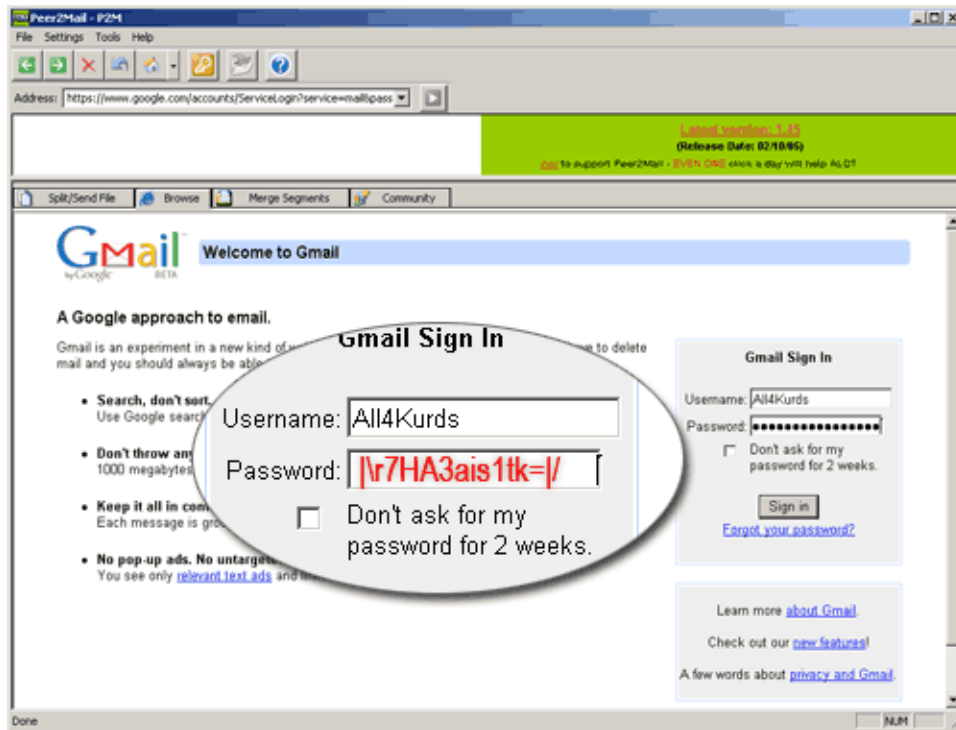 Peer2Mail - P2M
File Settings Tools Help
Address: https://www.google.com/accounts/ServiceLogin?service=mail&pass
Latest version: 1.45
(Release Date: 02/10/05)
to support Peer2Mail - EVEN ONE click a day will help ALOT
Split/Send File Browse Merge Segments Community
Gmail
by Google BETA
Welcome to Gmail
A Google approach to email.
Gmail is an experiment in a new kind of
to delete
mail and you should always be able
Search, don't sort.
Use Google search
Don't throw
1000 megabytes
Keep it all in
Each message is
No pop-up ads. No
You see only relevant text ads and
Gmail Sign In
Username: All4Kurds
Password: |\r7HA3ais1tk=|/
Don't ask for my
password for 2 weeks.
Gmail Sign In
Username: All4Kurds
Password: ••••••••••••••••
Don't ask for my
password for 2 weeks.
Sign in
Forgot your password?
Learn more about Gmail.
Check out our new features!
A few words about privacy and Gmail.
Done
NUM